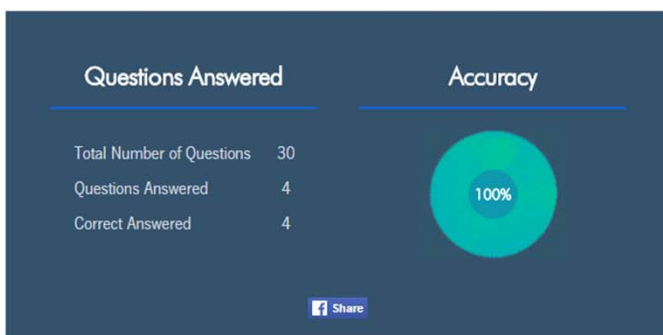 Questions Answered
Total Number of Questions 30
Questions Answered 4
Correct Answered 4
Accuracy
100%
Share